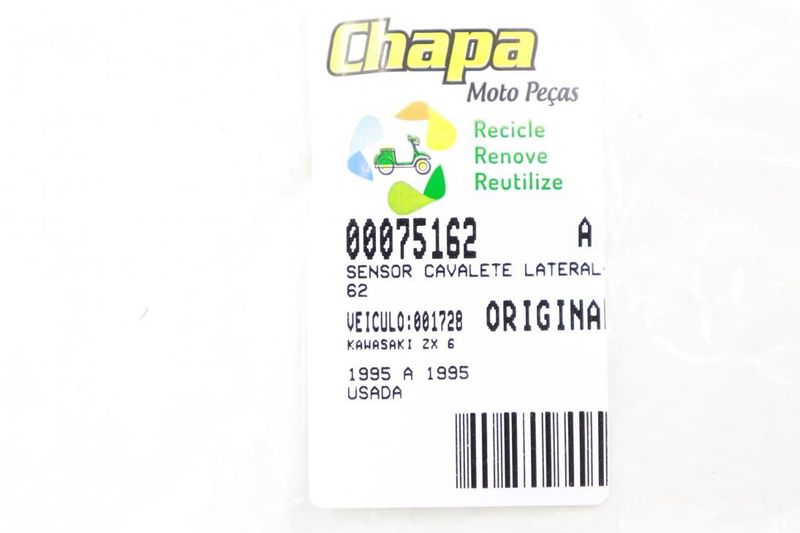 Chapa
Moto Peças
Recicle
Renove
Reutilize
00075162 A
SENSOR CAVALETE LATERAL-
62
VEICULO:001728 ORIGINA
KAWASAKI ZX 6
1995 A 1995
USADA